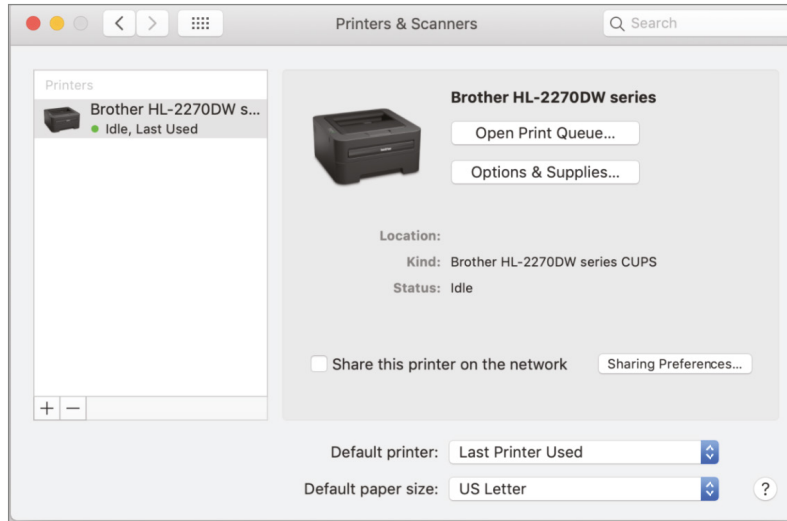 Printers & Scanners
Search
Printers
Brother HL-2270DW s...
Idle, Last Used
Brother HL-2270DW series
Open Print Queue...
Options & Supplies...
Location:
Kind: Brother HL-2270DW series CUPS
Status: Idle
Share this printer on the network Sharing Preferences...
+ −
Default printer: Last Printer Used
Default paper size: US Letter
?